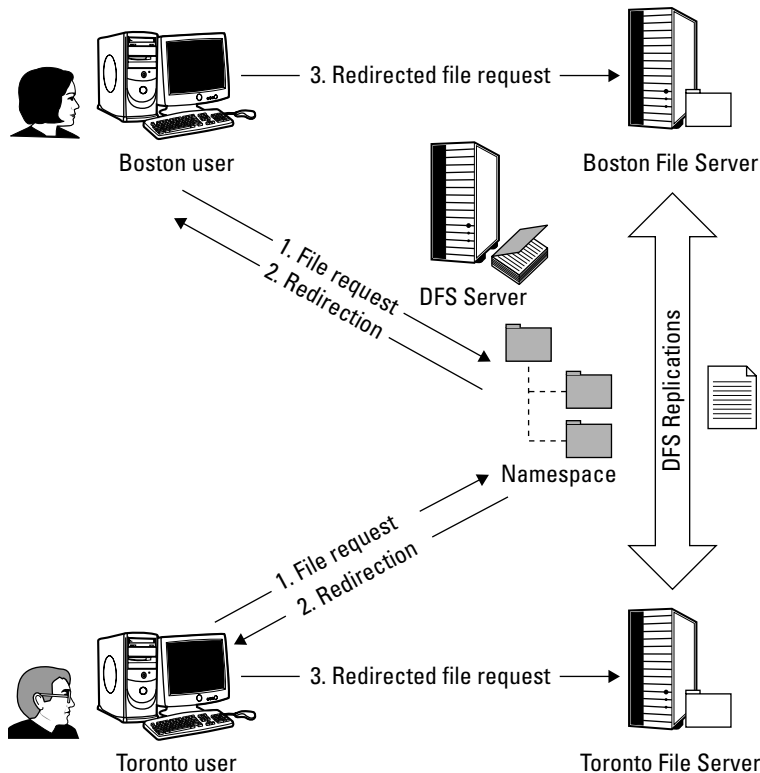 3. Redirected file request
Boston user
Boston File Server
1. File request
2. Redirection
DFS Server
DFS Replications
Namespace
1. File request
2. Redirection
3. Redirected file request
Toronto user
Toronto File Server